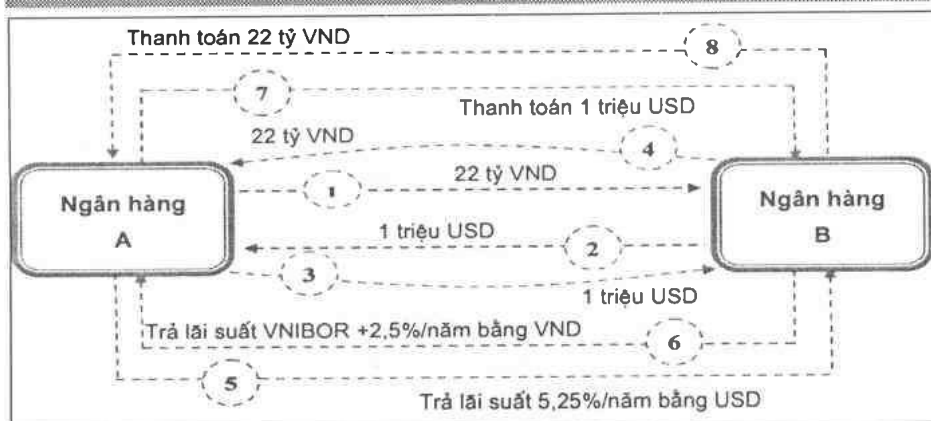 Thanh toán 22 tỷ VND
8
7
Thanh toán 1 triệu USD
22 tỷ VND
4
1
22 tỷ VND
Ngân hàng
A
Ngân hàng
B
1 triệu USD
2
3
1 triệu USD
Trả lãi suất VNIBOR +2,5%/năm bằng VND
6
5
Trả lãi suất 5,25%/năm bằng USD